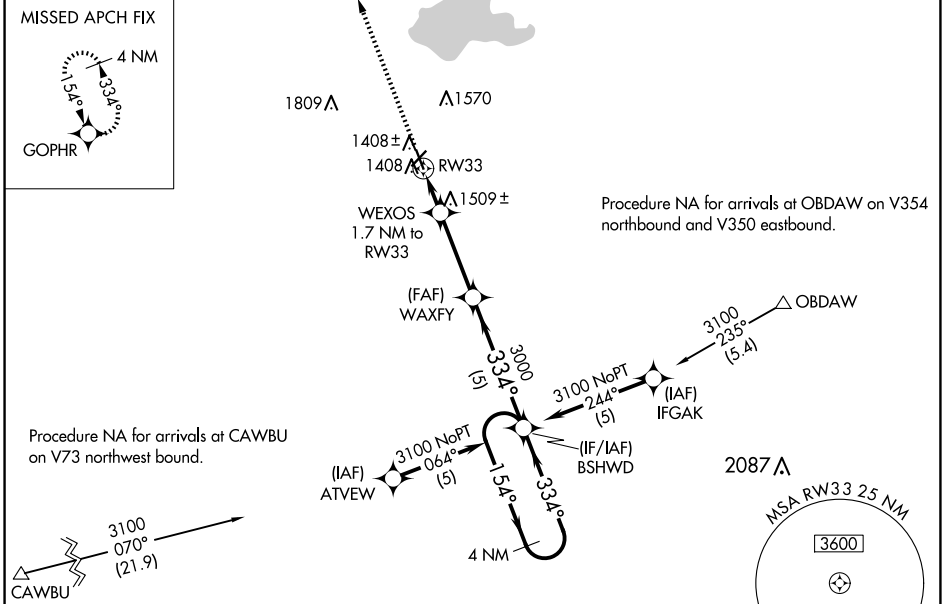 MISSED APCH FIX
4 NM
154°
334°
GOPHR
1809
1570
1408±
1408
RW33
1509±
WEXOS
1.7 NM to
RW33
Procedure NA for arrivals at OBDAW on V354
northbound and V350 eastbound.
(FAF)
WAXFY
OBDAW
3100
235°
(5.4)
3000
334°
(5)
3100 NoPT
244°
(5)
(IAF)
IFGAK
Procedure NA for arrivals at CAWBU
on V73 northwest bound.
3100 NoPT
064°
(5)
(IAF)
ATVEW
(IF/IAF)
BSHWD
154°
334°
4 NM
2087
MSA RW33 25 NM
3600
3100
070°
(21.9)
CAWBU